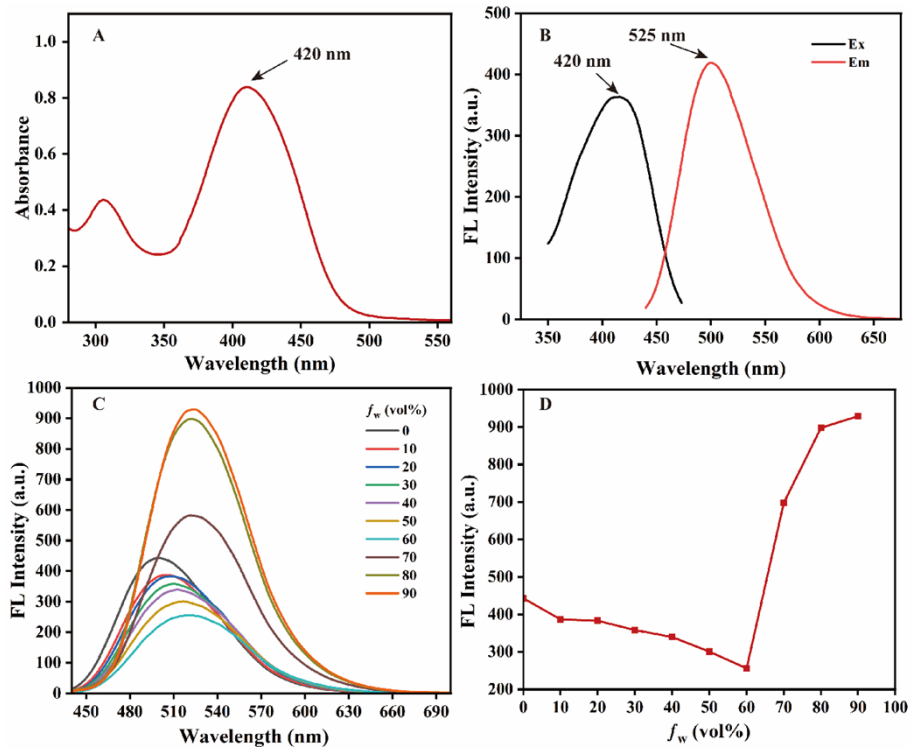 A
420 nm
1.0
0.8
0.6
0.4
0.2
0.0
Absorbance
300 350 400 450 500 550
Wavelength (nm)
B
525 nm
420 nm
Ex
Em
500
400
300
200
100
0
FL Intensity (a.u.)
350 400 450 500 550 600 650
Wavelength (nm)
C
fw (vol%)
0
10
20
30
40
50
60
70
80
90
1000
900
800
700
600
500
400
300
200
100
0
FL Intensity (a.u.)
450 480 510 540 570 600 630 660 690
Wavelength (nm)
D
1000
900
800
700
600
500
400
300
200
FL Intensity (a.u.)
0 10 20 30 40 50 60 70 80 90 100
fw (vol%)